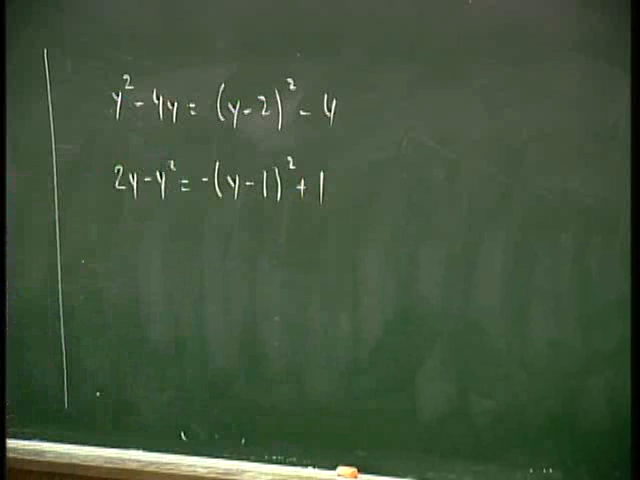 y² - 4y = (y - 2)² - 4
2y - y² = -(y - 1)² + 1